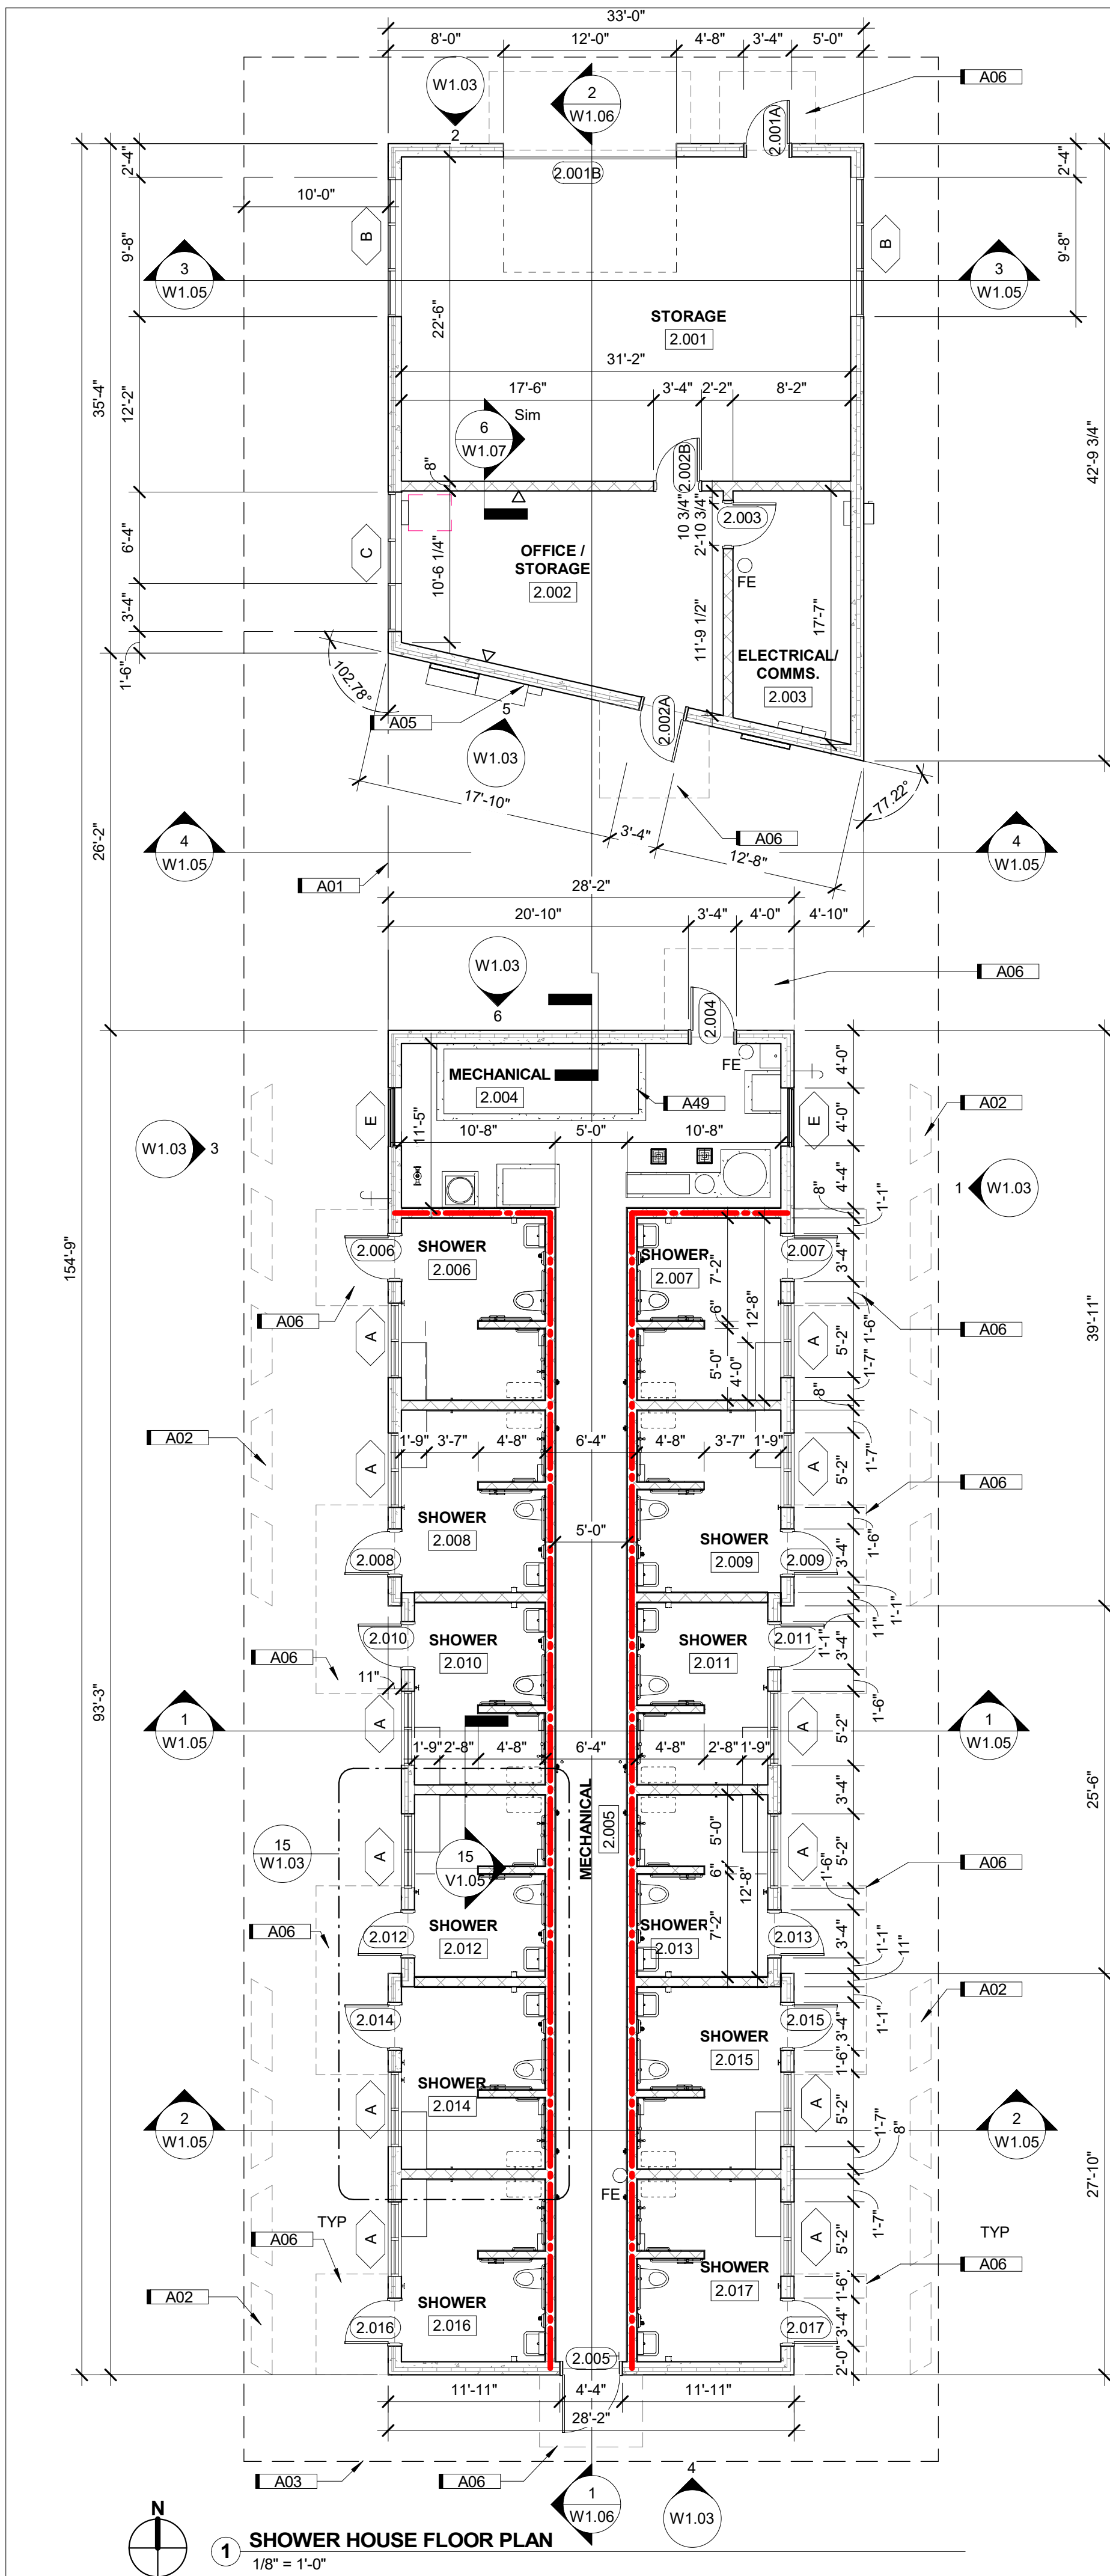 33'-0"
8'-0"
12'-0"
4'-8"
3'-4"
5'-0"
W1.03
2
2
W1.06
A06
2.001A
2.001B
2'-4"
2'-4"
10'-0"
B
B
9'-8"
9'-8"
3
W1.05
3
W1.05
22'-6"
STORAGE
2.001
31'-2"
17'-6"
3'-4"
2'-2"
8'-2"
35'-4"
12'-2"
42'-9 3/4"
Sim
6
W1.07
8"
2.002B
10 3/4"
2'-10 3/4"
2.003
C
6'-4"
10'-6 1/4"
OFFICE /
STORAGE
2.002
FE
3'-4"
11'-9 1/2"
17'-7"
1'-6"
102.78°
ELECTRICAL/
COMMS.
2.003
A05
5
W1.03
2.002A
17'-10"
77.22°
3'-4"
12'-8"
A06
26'-2"
4
W1.05
4
W1.05
A01
28'-2"
20'-10"
3'-4"
4'-0"
4'-10"
W1.03
6
A06
2.004
FE
MECHANICAL
2.004
A49
4'-0"
4'-0"
4'-4"
E
E
A02
11'-5"
10'-8"
5'-0"
10'-8"
W1.03
3
1
W1.03
8"
1'-1"
154'-9"
2.006
SHOWER
2.006
SHOWER
2.007
2.007
3'-4"
7'-2"
12'-8"
6"
5'-0"
4'-0"
A06
A
A
5'-2"
1'-6"
1'-7"
A06
39'-11"
8"
A02
A
A
1'-9"
3'-7"
4'-8"
6'-4"
4'-8"
3'-7"
1'-9"
1'-7"
5'-2"
A06
SHOWER
2.008
5'-0"
SHOWER
2.009
2.008
2.009
1'-6"
3'-4"
1'-1"
11"
2.010
SHOWER
2.010
SHOWER
2.011
2.011
1'-1"
3'-4"
A06
11"
1'-6"
93'-3"
1
W1.05
A
A
1
W1.05
5'-2"
1'-9"
2'-8"
4'-8"
6'-4"
4'-8"
2'-8"
1'-9"
3'-4"
25'-6"
MECHANICAL
2.005
15
W1.03
A
15
V1.05
A
5'-0"
6"
12'-8"
7'-2"
5'-2"
1'-6"
A06
A06
2.012
SHOWER
2.012
SHOWER
2.013
2.013
3'-4"
1'-1"
11"
A02
2.014
2.015
SHOWER
2.015
1'-1"
3'-4"
1'-6"
SHOWER
2.014
A
A
5'-2"
2
W1.05
2
W1.05
1'-7"
8"
27'-10"
FE
TYP
A06
A
A
1'-7"
5'-2"
TYP
A06
A02
SHOWER
2.016
SHOWER
2.017
2.016
2.017
1'-6"
3'-4"
2'-0"
2.005
11'-11"
4'-4"
11'-11"
28'-2"
A03
A06
1
W1.06
4
W1.03
N
1
SHOWER HOUSE FLOOR PLAN
1/8" = 1'-0"